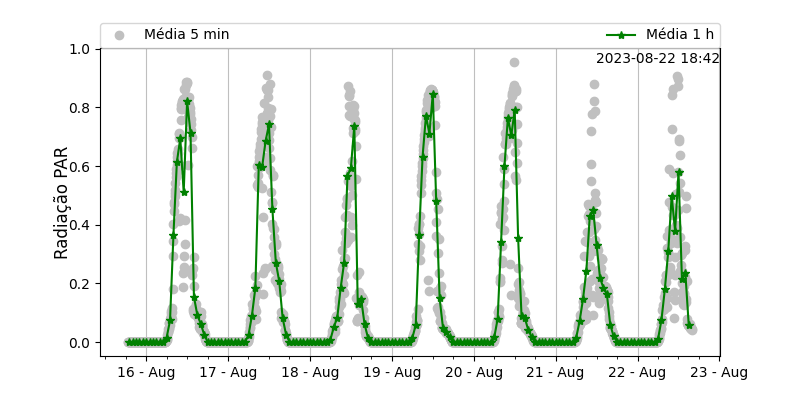 Média 5 min
Média 1 h
2023-08-22 18:42
1.0
0.8
0.6
0.4
0.2
0.0
Radiação PAR
16 - Aug
17 - Aug
18 - Aug
19 - Aug
20 - Aug
21 - Aug
22 - Aug
23 - Aug